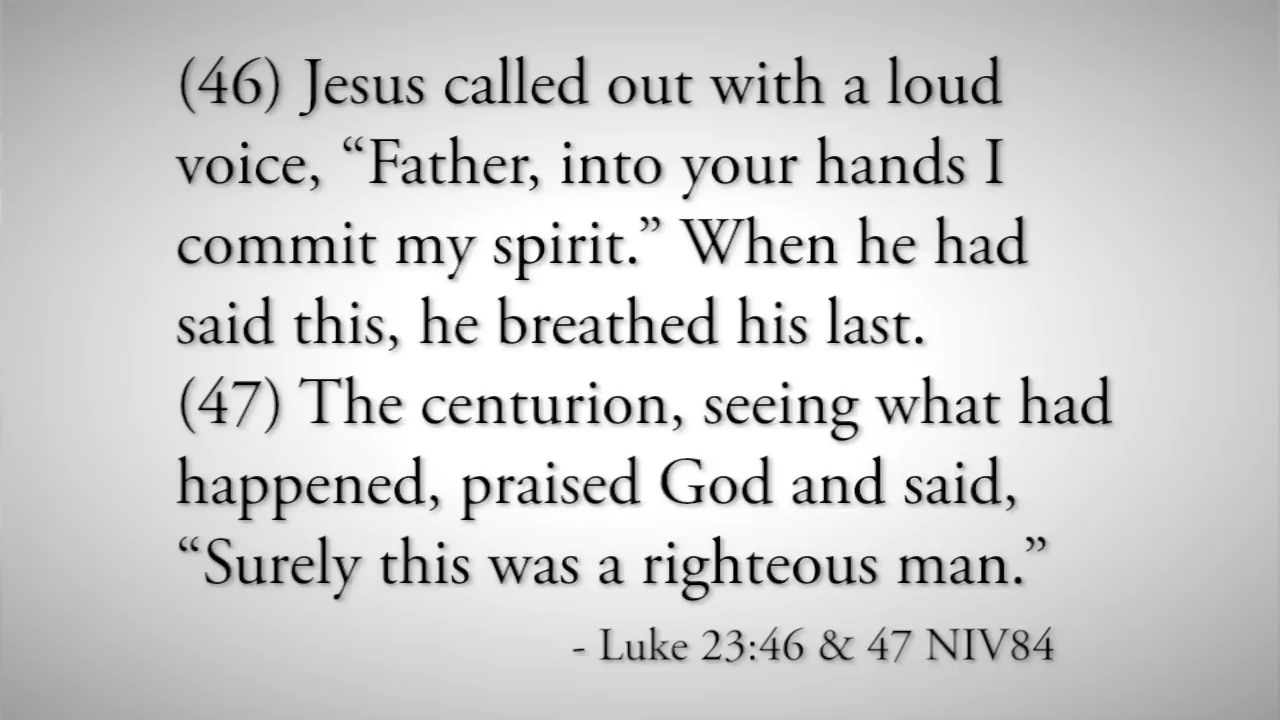 (46) Jesus called out with a loud
voice, “Father, into your hands I
commit my spirit.” When he had
said this, he breathed his last.
(47) The centurion, seeing what had
happened, praised God and said,
“Surely this was a righteous man.”
- Luke 23:46 & 47 NIV84